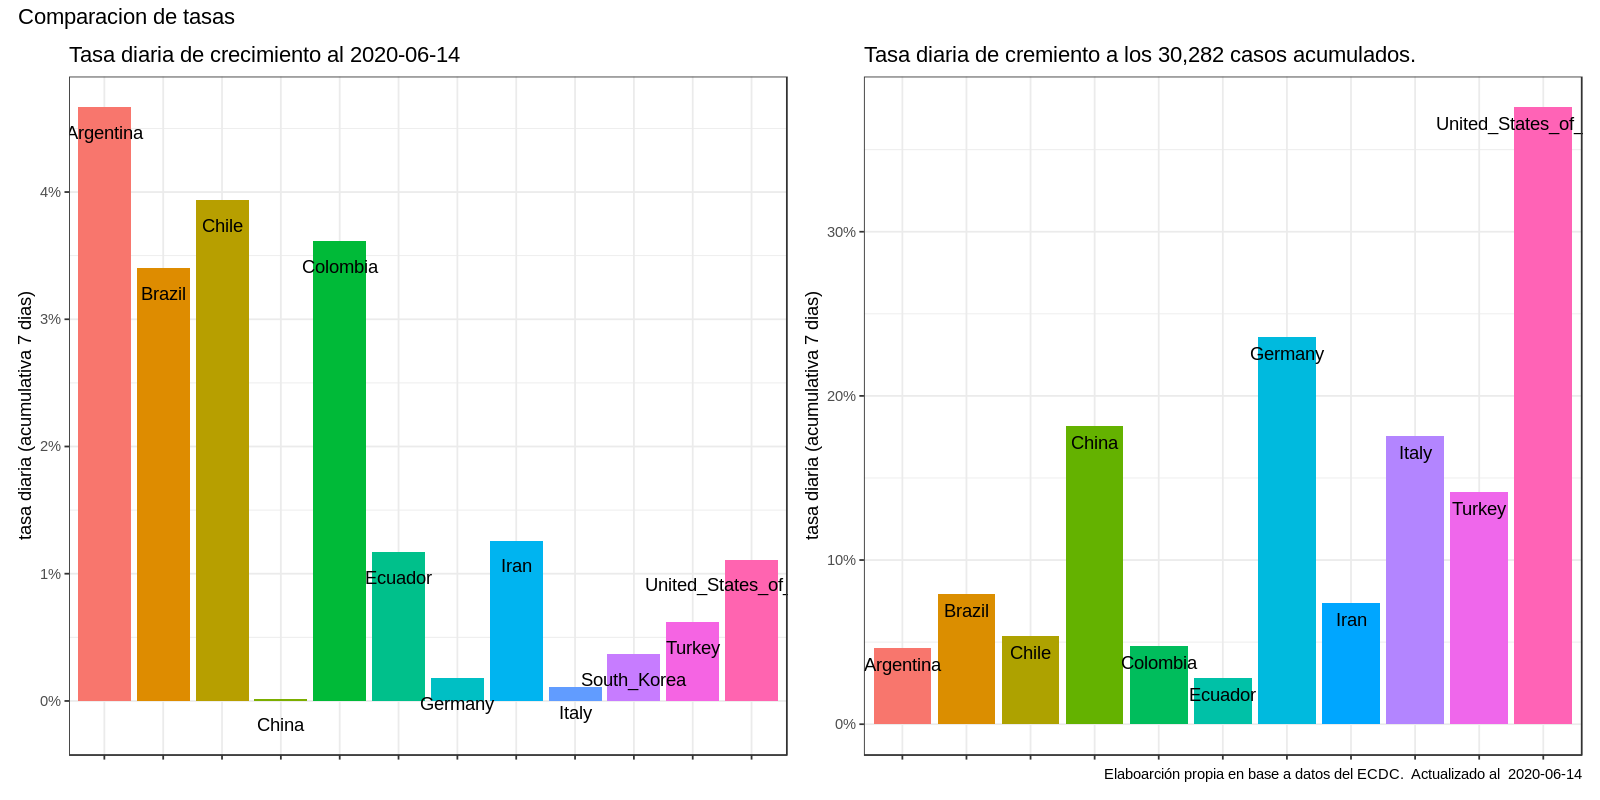 Comparacion de tasas
Tasa diaria de crecimiento al 2020-06-14
tasa diaria (acumulativa 7 dias)
4%
3%
2%
1%
0%
Argentina
Brazil
Chile
China
Colombia
Ecuador
Germany
Iran
Italy
South_Korea
Turkey
United_States_of_
Tasa diaria de cremiento a los 30,282 casos acumulados.
tasa diaria (acumulativa 7 dias)
30%
20%
10%
0%
Argentina
Brazil
Chile
China
Colombia
Ecuador
Germany
Iran
Italy
Turkey
United_States_of_
Elaboarción propia en base a datos del ECDC.  Actualizado al  2020-06-14